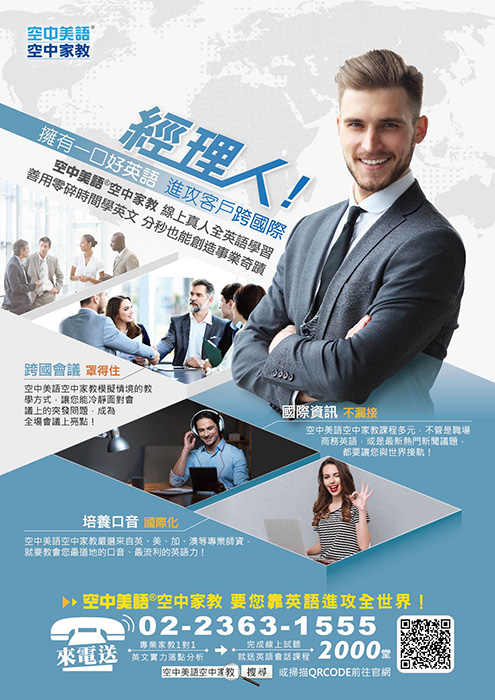 空中美語®
空中家教
經理人!
擁有一口好英語 進攻客戶跨國際
空中美語®空中家教 線上真人全英語學習
善用零碎時間學英文 分秒也能創造事業奇蹟
跨國會議 罩得住
空中美語空中家教模擬情境的教
學方式，讓您能冷靜面對會
議上的突發問題，成為
全場會議上亮點！
國際資訊 不漏接
空中美語空中家教課程多元，不管是職場
商務英語，或是最新熱門新聞議題，
都要讓您與世界接軌！
培養口音 國際化
空中美語空中家教嚴選來自英、美、加、澳等專業師資，
就要教會您最道地的口音、最流利的英語力！
空中美語®空中家教 要您靠英語進攻全世界！
來電送
02-2363-1555
專業家教1對1
英文實力落點分析
完成線上試聽
就送英語會話課程
2000堂
空中美語空中家教 搜尋 或掃描QRCODE前往官網